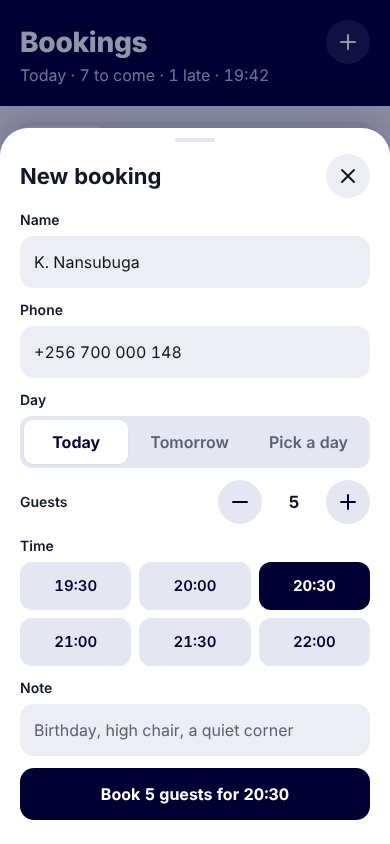 Bookings
Today · 7 to come · 1 late · 19:42
New booking
Name
K. Nansubuga
Phone
+256 700 000 148
Day
Today Tomorrow Pick a day
Guests 5
Time
19:30 20:00 20:30
21:00 21:30 22:00
Note
Birthday, high chair, a quiet corner
Book 5 guests for 20:30